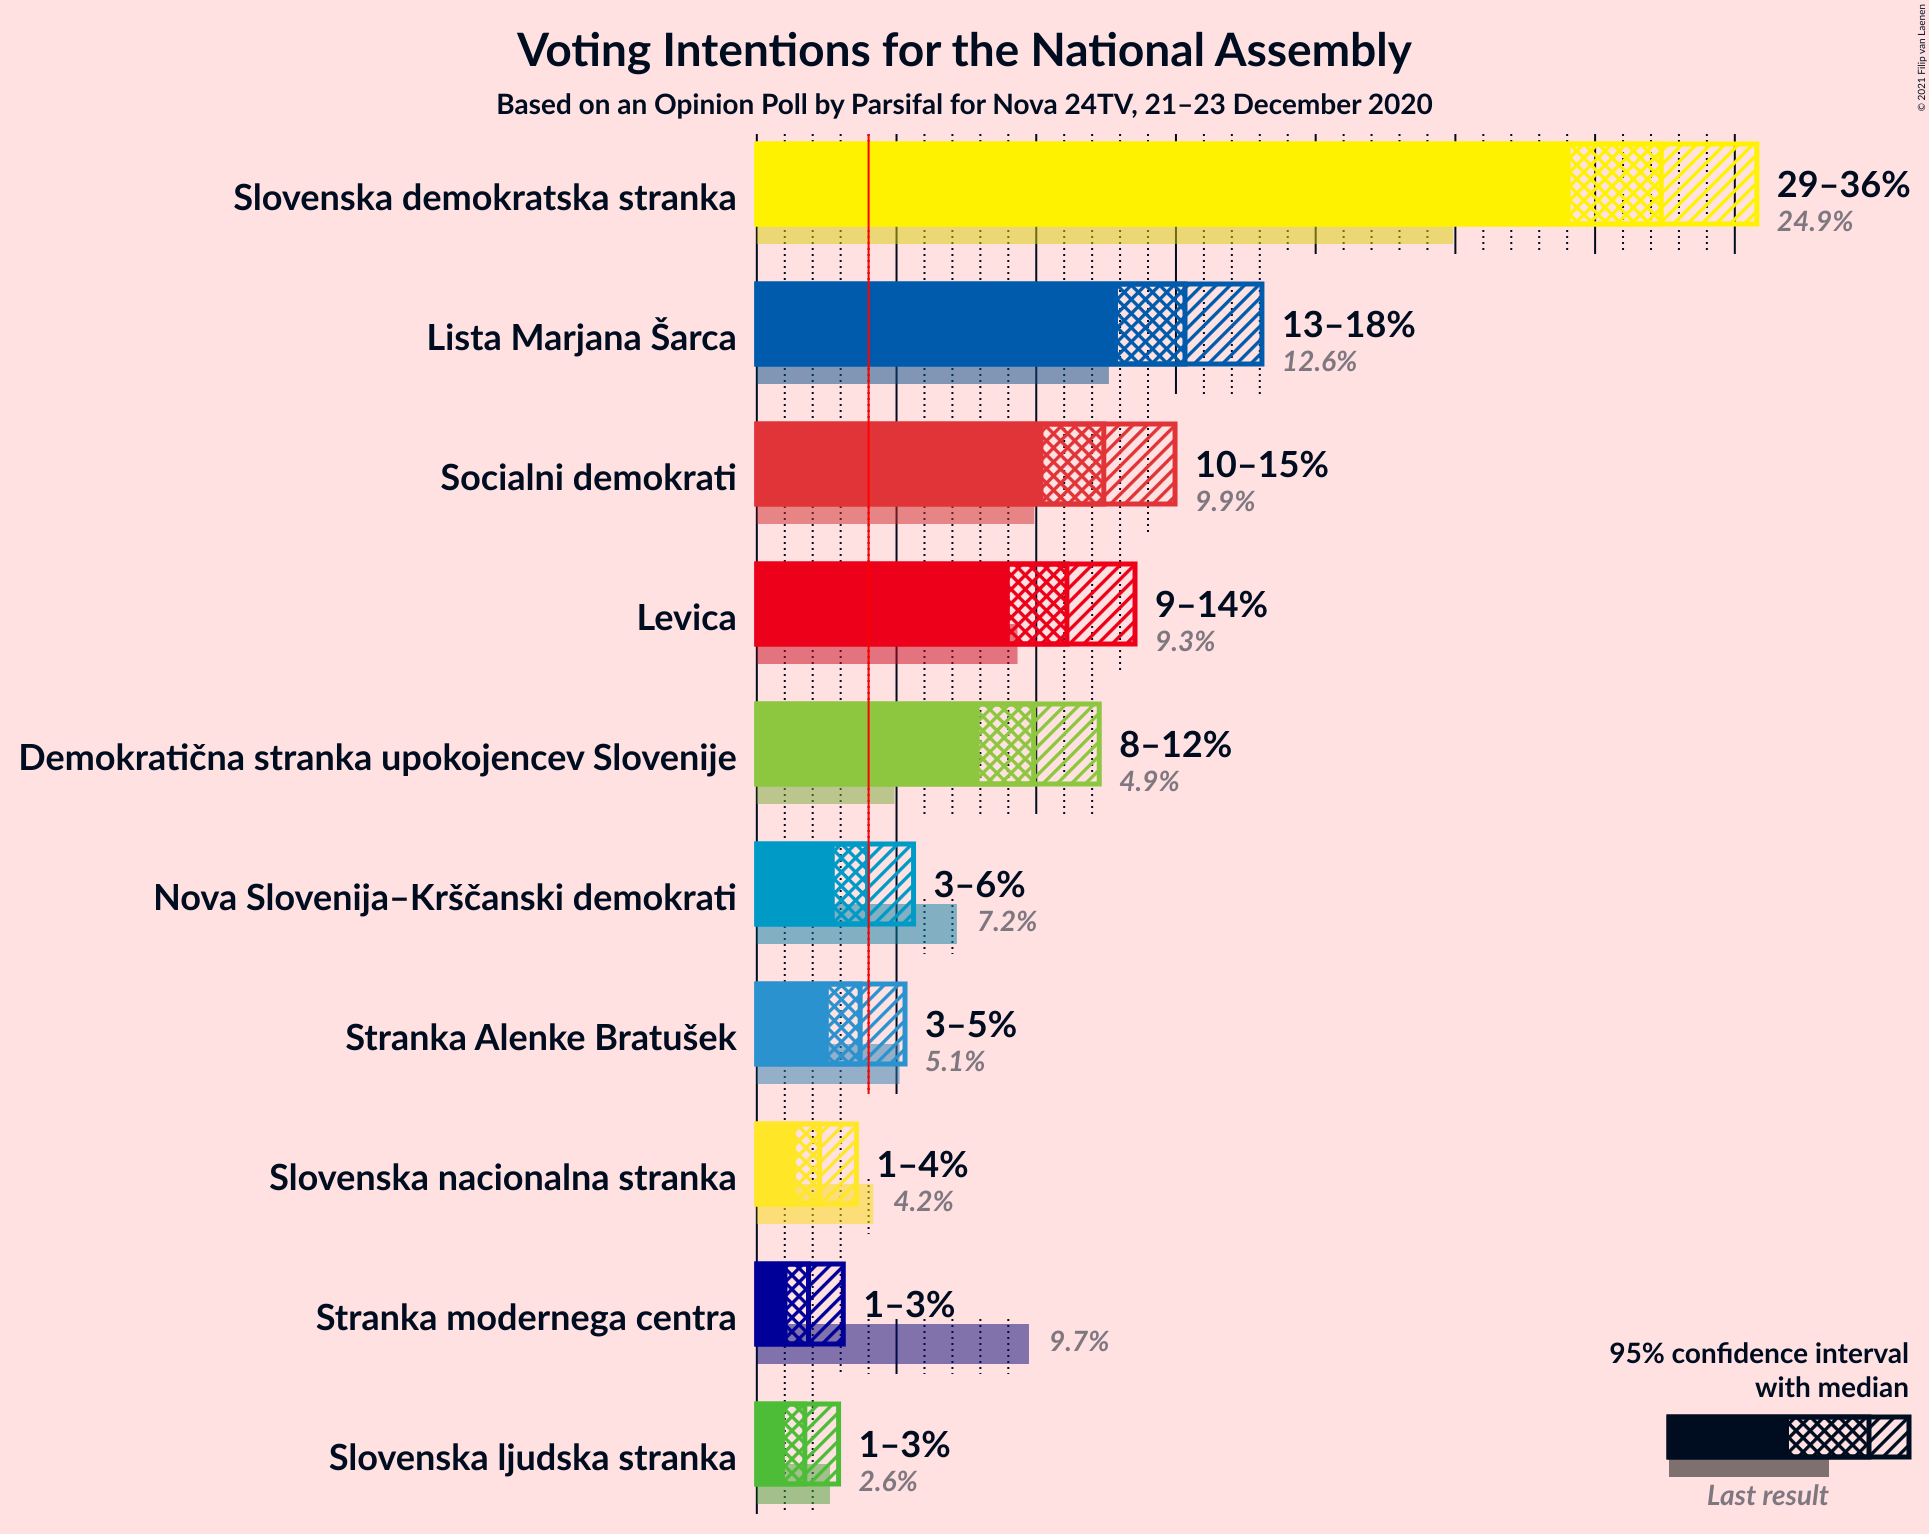 Voting Intentions for the National Assembly
Based on an Opinion Poll by Parsifal for Nova 24TV, 21–23 December 2020
© 2021 Filip van Laenen
Slovenska demokratska stranka
29–36%
24.9%
Lista Marjana Šarca
13–18%
12.6%
Socialni demokrati
10–15%
9.9%
Levica
9–14%
9.3%
Demokratična stranka upokojencev Slovenije
8–12%
4.9%
Nova Slovenija–Krščanski demokrati
3–6%
7.2%
Stranka Alenke Bratušek
3–5%
5.1%
Slovenska nacionalna stranka
1–4%
4.2%
Stranka modernega centra
1–3%
9.7%
Slovenska ljudska stranka
1–3%
2.6%
95% confidence interval
with median
Last result